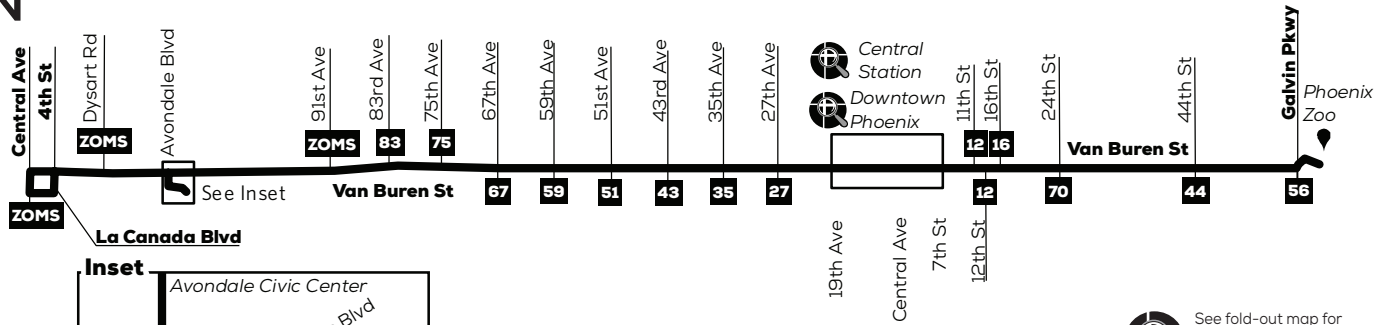 Central Ave
4th St
Dysart Rd
Avondale Blvd
91st Ave
83rd Ave
75th Ave
67th Ave
59th Ave
51st Ave
43rd Ave
35th Ave
27th Ave
Central
Station
Downtown
Phoenix
11th St
16th St
24th St
44th St
Galvin Pkwy
Phoenix
Zoo
ZOMS
ZOMS
83
75
12
16
Van Buren St
See Inset
Van Buren St
67
59
51
43
35
27
12
70
44
56
ZOMS
La Canada Blvd
19th Ave
Central Ave
7th St
12th St
Inset
Avondale Civic Center
Blvd
See fold-out map for